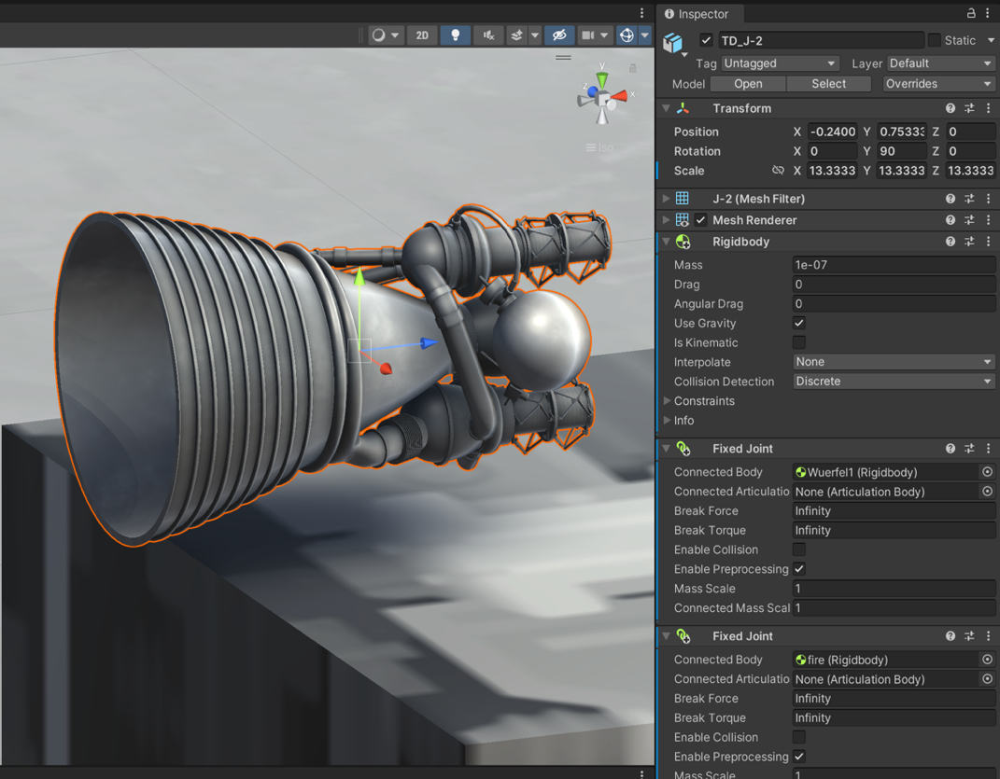 Inspector
2D
TD_J-2
Static
Tag Untagged Layer Default
Model Open Select Overrides
y
z
x
Iso
Transform
Position X -0.2400 Y 0.7533 Z 0
Rotation X 0 Y 90 Z 0
Scale X 13.3333 Y 13.3333 Z 13.3333
J-2 (Mesh Filter)
Mesh Renderer
Rigidbody
Mass 1e-07
Drag 0
Angular Drag 0
Use Gravity
Is Kinematic
Interpolate None
Collision Detection Discrete
Constraints
Info
Fixed Joint
Connected Body Wuerfel1 (Rigidbody)
Connected Articulatio None (Articulation Body)
Break Force Infinity
Break Torque Infinity
Enable Collision
Enable Preprocessing
Mass Scale 1
Connected Mass Scal 1
Fixed Joint
Connected Body fire (Rigidbody)
Connected Articulatio None (Articulation Body)
Break Force Infinity
Break Torque Infinity
Enable Collision
Enable Preprocessing
Mass Scale 1